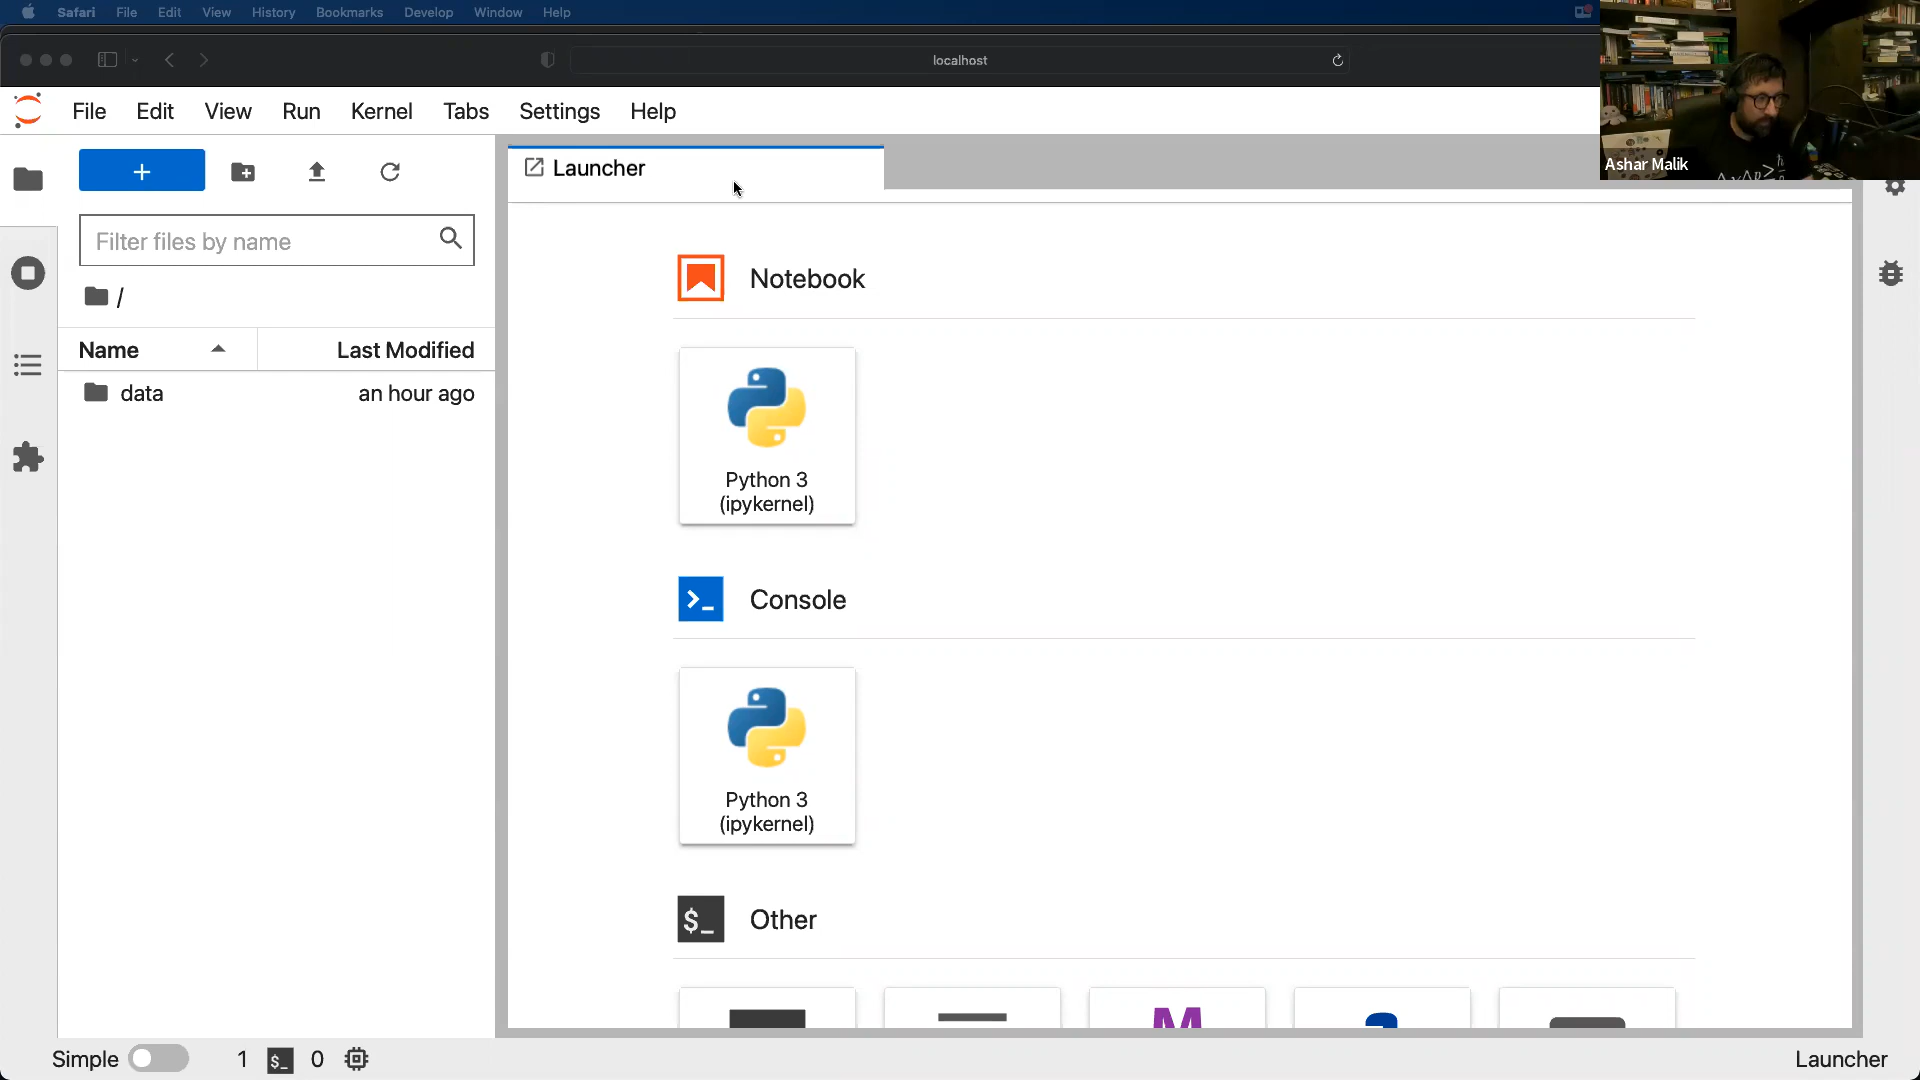 Safari File Edit View History Bookmarks Develop Window Help
localhost
File Edit View Run Kernel Tabs Settings Help
Ashar Malik
Launcher
Filter files by name
/
Name Last Modified
data an hour ago
Notebook
Python 3
(ipykernel)
Console
Python 3
(ipykernel)
$_ Other
M
Simple 1 $_ 0 Launcher